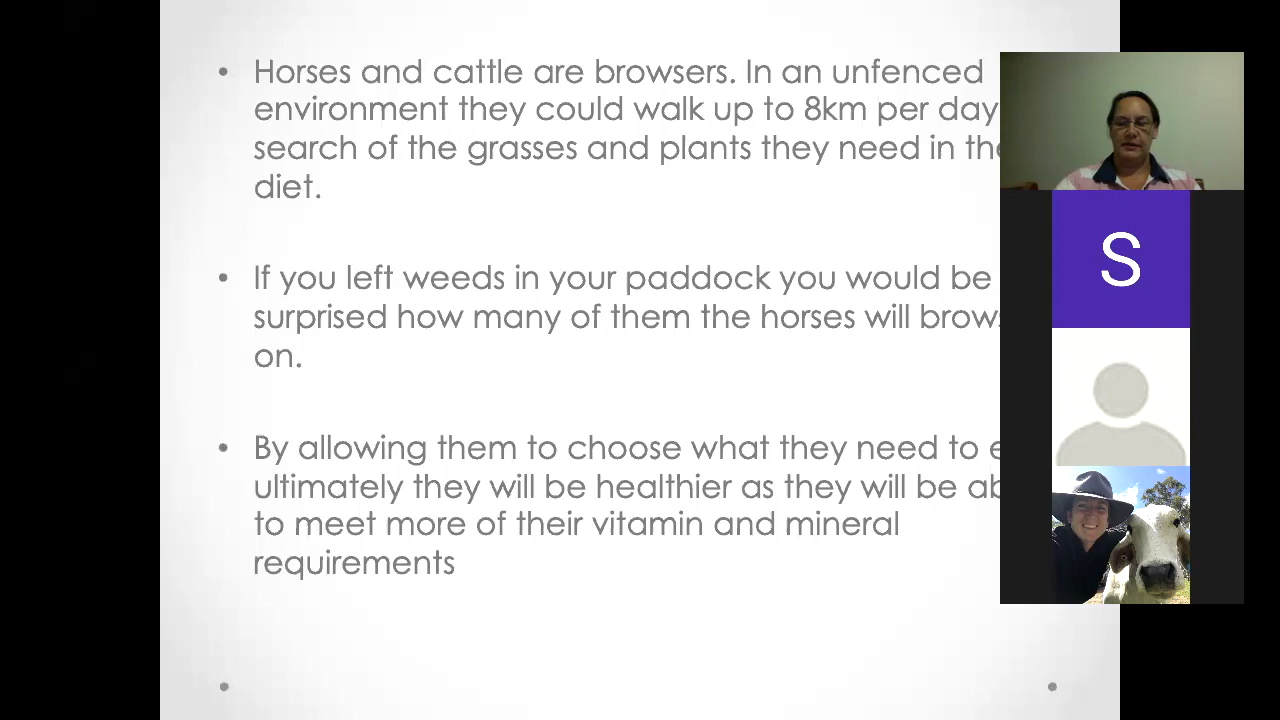 Horses and cattle are browsers. In an unfenced
environment they could walk up to 8km per day
search of the grasses and plants they need in
diet.
If you left weeds in your paddock you would be
surprised how many of them the horses will
on.
By allowing them to choose what they need to
ultimately they will be healthier as they will be
to meet more of their vitamin and mineral
requirements
S